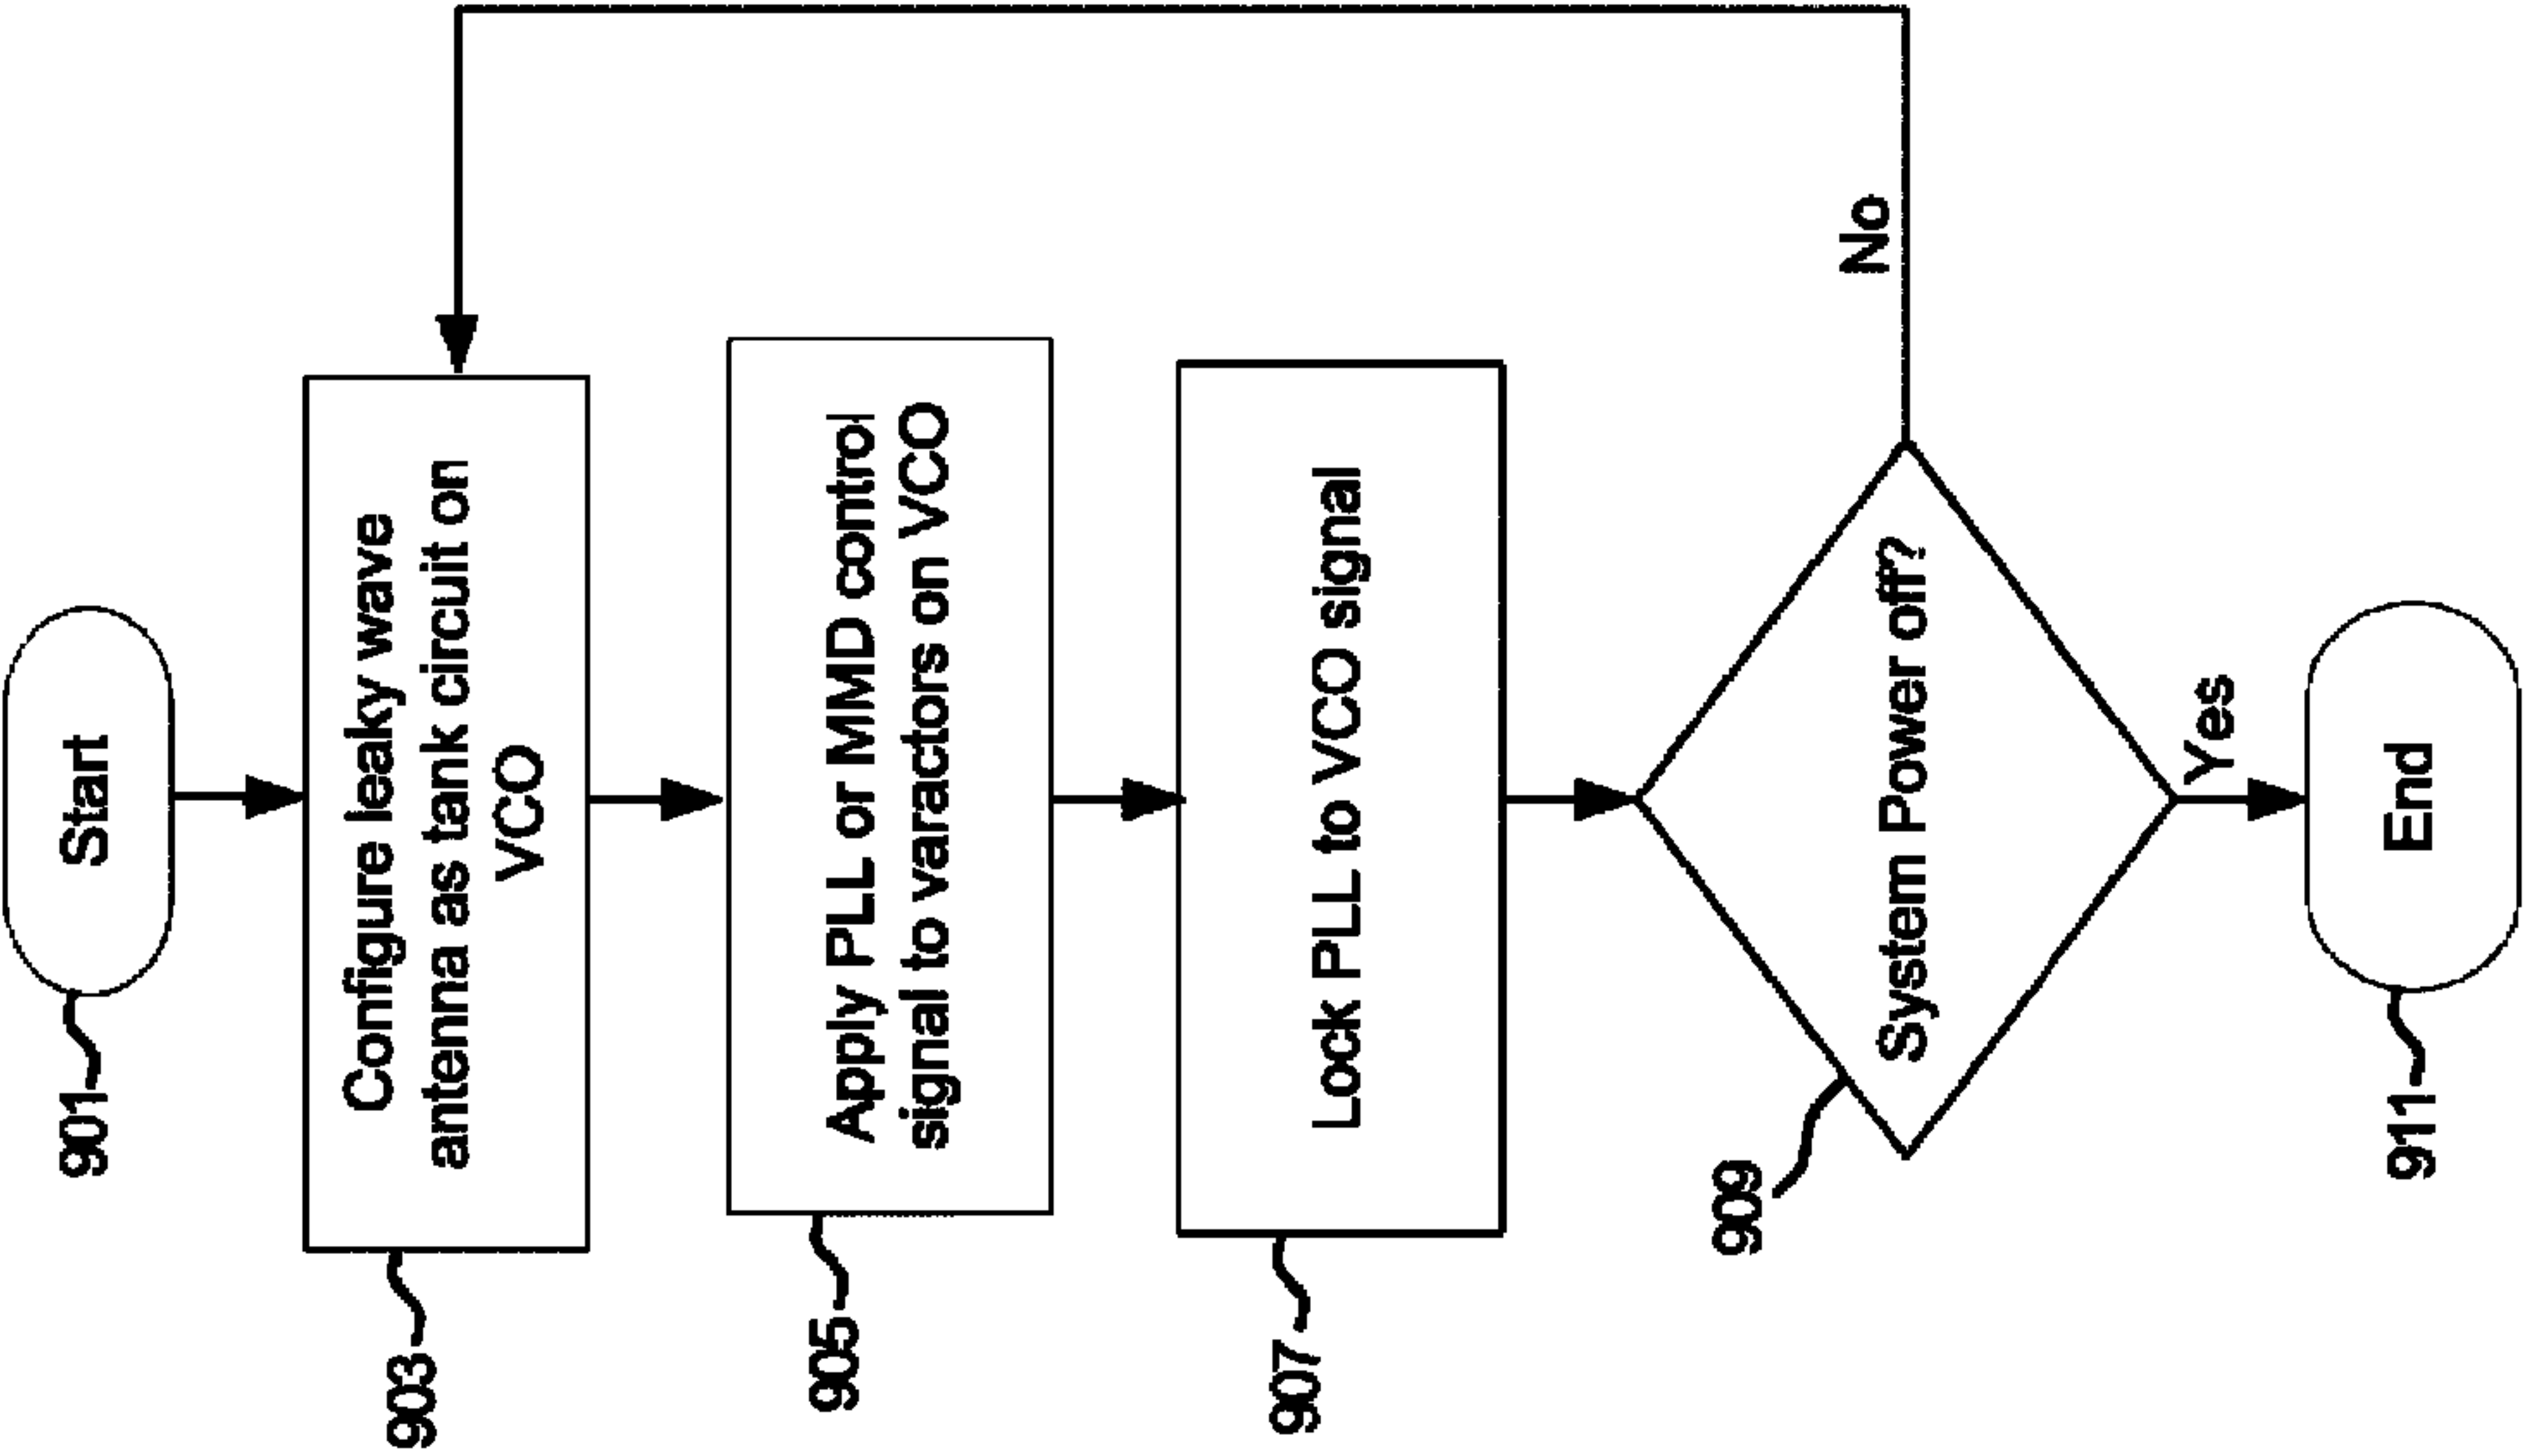 901
Start
903
Configure leaky wave
antenna as tank circuit on
VCO
905
Apply PLL or MMD control
signal to varactors on VCO
907
Lock PLL to VCO signal
909
System Power off?
No
Yes
911
End